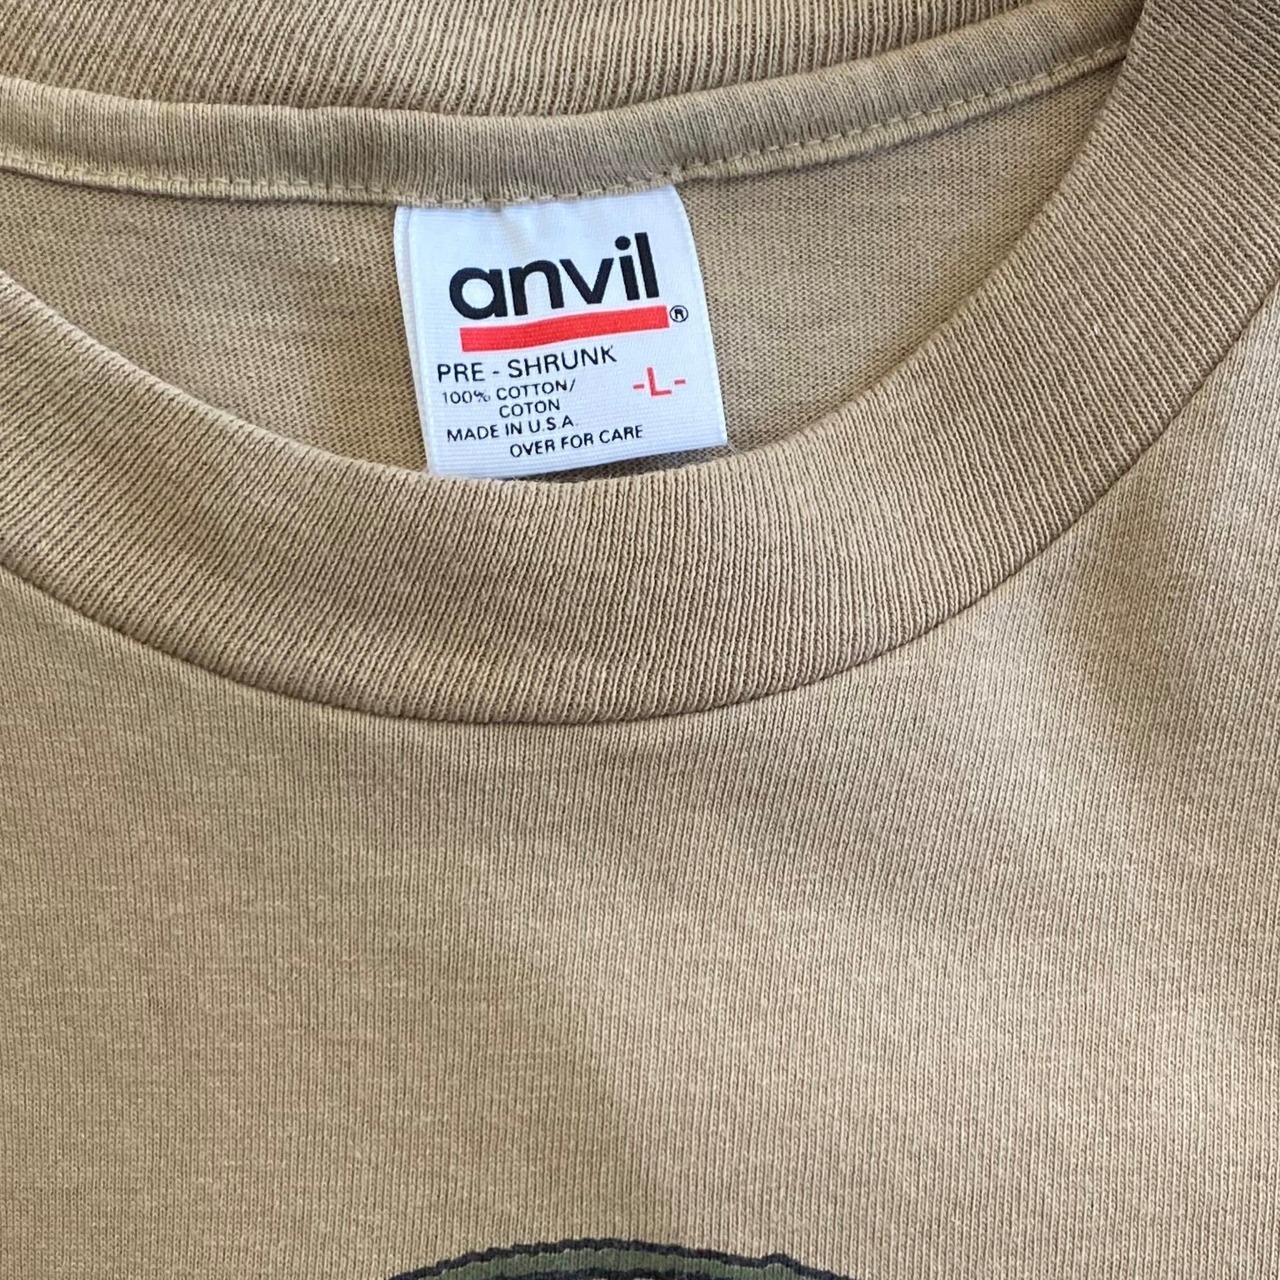 anvil®
PRE - SHRUNK
-L-
100% COTTON/
COTON
MADE IN U.S.A.
OVER FOR CARE